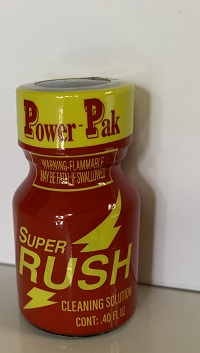 Power-Pak
WARNING-FLAMMABLE
MAY BE FATAL IF SWALLOWED
SUPER
RUSH
CLEANING SOLUTION
CONT: .40 FL OZ